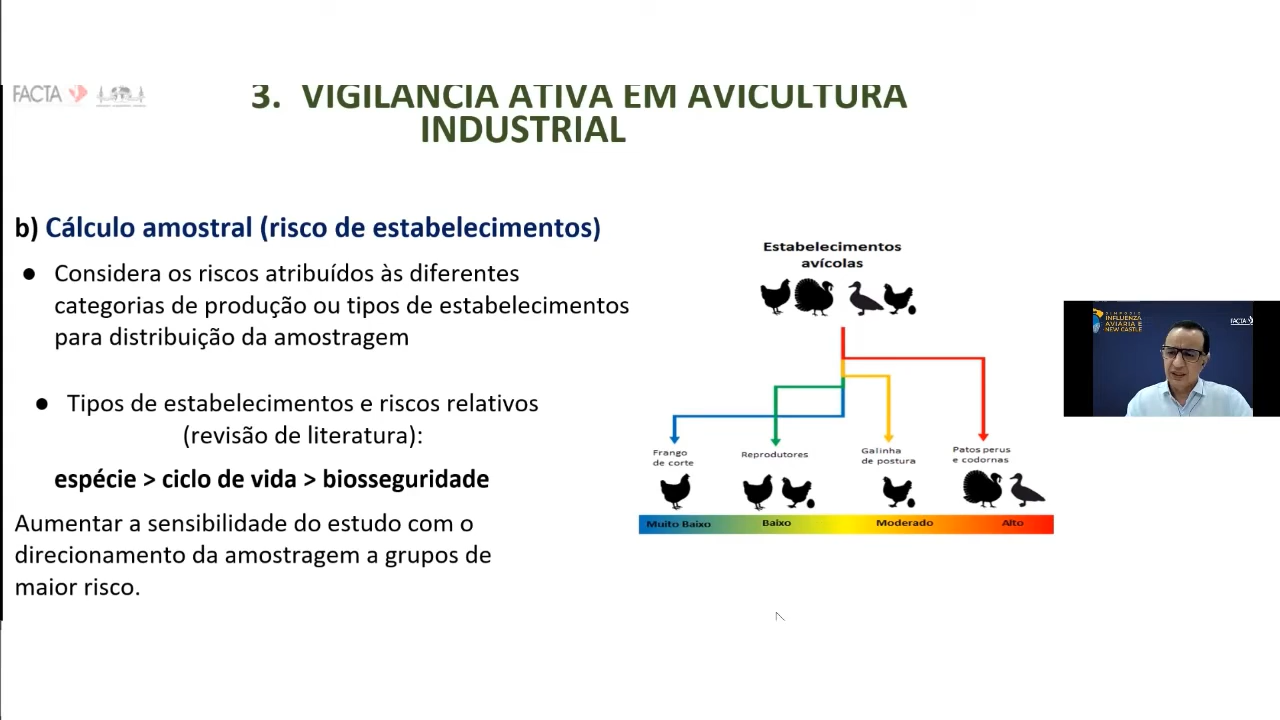 FACTA
3. VIGILÂNCIA ATIVA EM AVICULTURA
INDUSTRIAL
b) Cálculo amostral (risco de estabelecimentos)
● Considera os riscos atribuídos às diferentes
categorias de produção ou tipos de estabelecimentos
para distribuição da amostragem
● Tipos de estabelecimentos e riscos relativos
(revisão de literatura):
espécie > ciclo de vida > biosseguridade
Aumentar a sensibilidade do estudo com o
direcionamento da amostragem a grupos de
maior risco.
Estabelecimentos
avícolas
Frango
de corte
Reprodutores
Galinha
de postura
Patos perus
e codornas
Muito Baixo
Baixo
Moderado
Alto
SIMPÓSIO
INFLUENZA
AVIÁRIA E
NEW CASTLE
FACTA